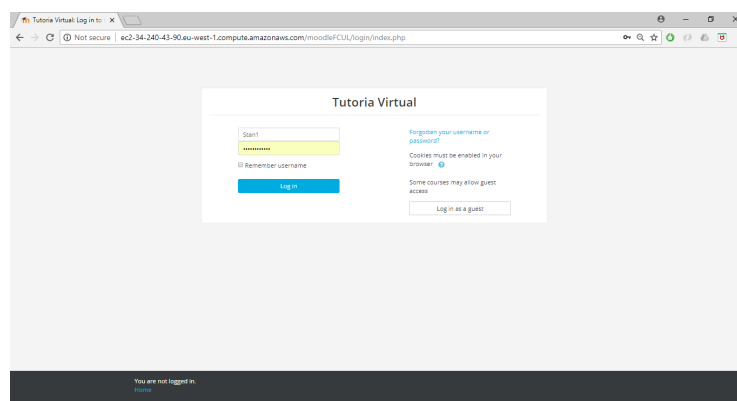 Tutoria Virtual: Log in to
Not secure | ec2-34-240-43-90.eu-west-1.compute.amazonaws.com/moodleFCUL/login/index.php
Tutoria Virtual
Stan1
••••••••••••
Remember username
Log in
Forgotten your username or
password?
Cookies must be enabled in your
browser
Some courses may allow guest
access
Log in as a guest
You are not logged in.
Home